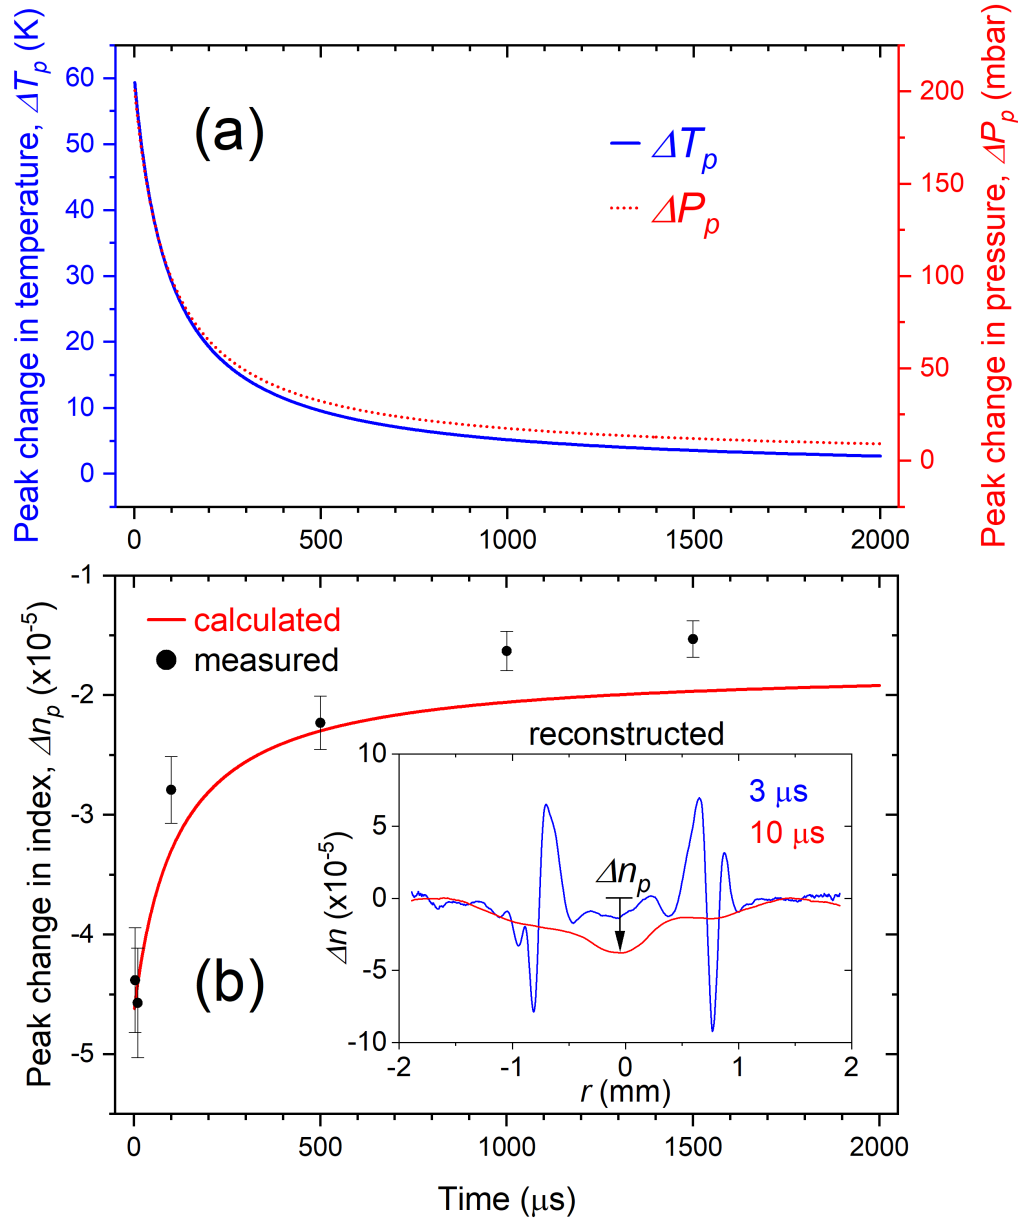 Peak change in temperature, ΔTₚ (K)
60
50
40
30
20
10
0
(a)
ΔTₚ
ΔPₚ
200
150
100
50
0
Peak change in pressure, ΔPₚ (mbar)
0 500 1000 1500 2000
Peak change in index, Δnₚ (x10⁻⁵)
-1
-2
-3
-4
-5
calculated
measured
(b)
reconstructed
Δn (x10⁻⁵)
10
5
0
-5
-10
3 μs
10 μs
Δnₚ
-2 -1 0 1 2
r (mm)
0 500 1000 1500 2000
Time (μs)